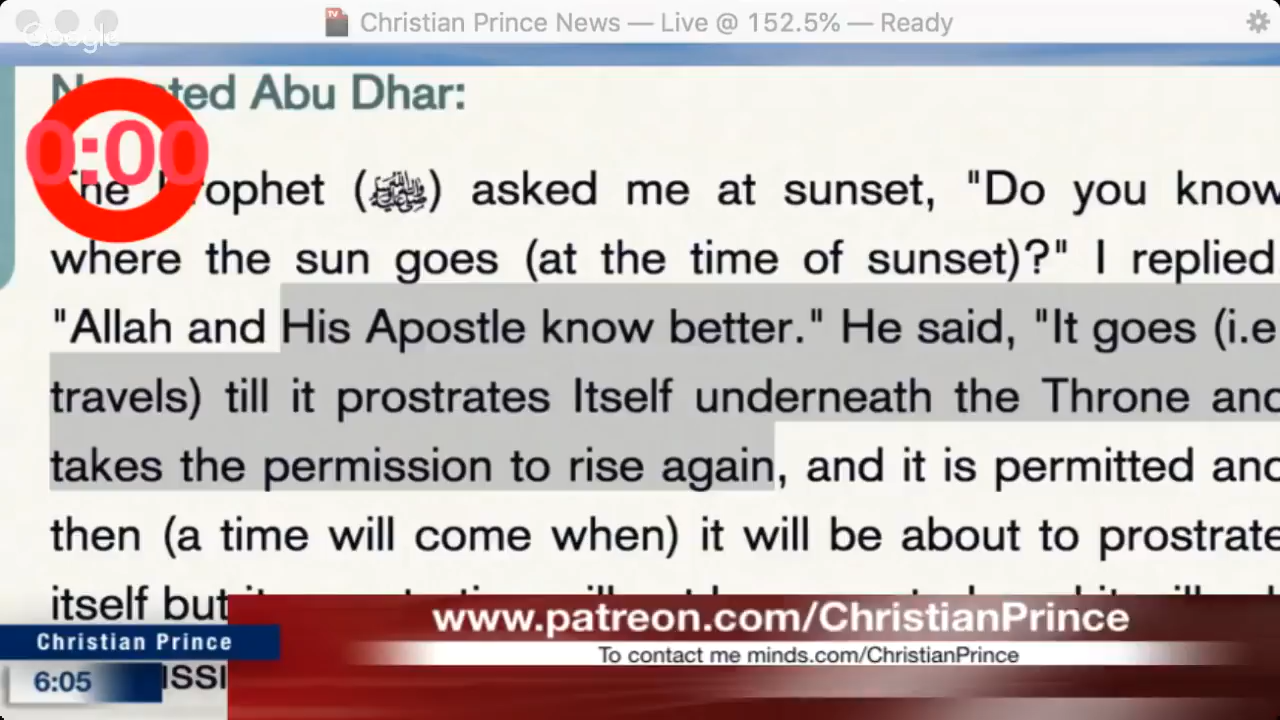 Christian Prince News — Live @ 152.5% — Ready
Google
Narrated Abu Dhar:
0:00
The Prophet (ﷺ) asked me at sunset, "Do you know
where the sun goes (at the time of sunset)?" I replied
"Allah and His Apostle know better." He said, "It goes (i.e
travels) till it prostrates Itself underneath the Throne and
takes the permission to rise again, and it is permitted and
then (a time will come when) it will be about to prostrate
itself but
www.patreon.com/ChristianPrince
Christian Prince
To contact me minds.com/ChristianPrince
6:05